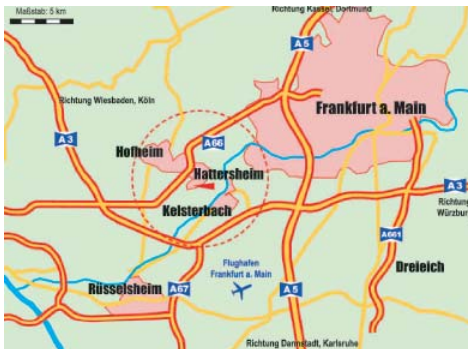 Maßstab: 5 km
Richtung Kassel, Dortmund
A 5
Richtung Wiesbaden, Köln
Frankfurt a. Main
A 3
A 66
Hofheim
Hattersheim
A 3
Kelsterbach
Richtung
Würzburg
A 661
Flughafen
Frankfurt a. Main
Dreieich
Rüsselsheim
A 67
A 5
Richtung Darmstadt, Karlsruhe